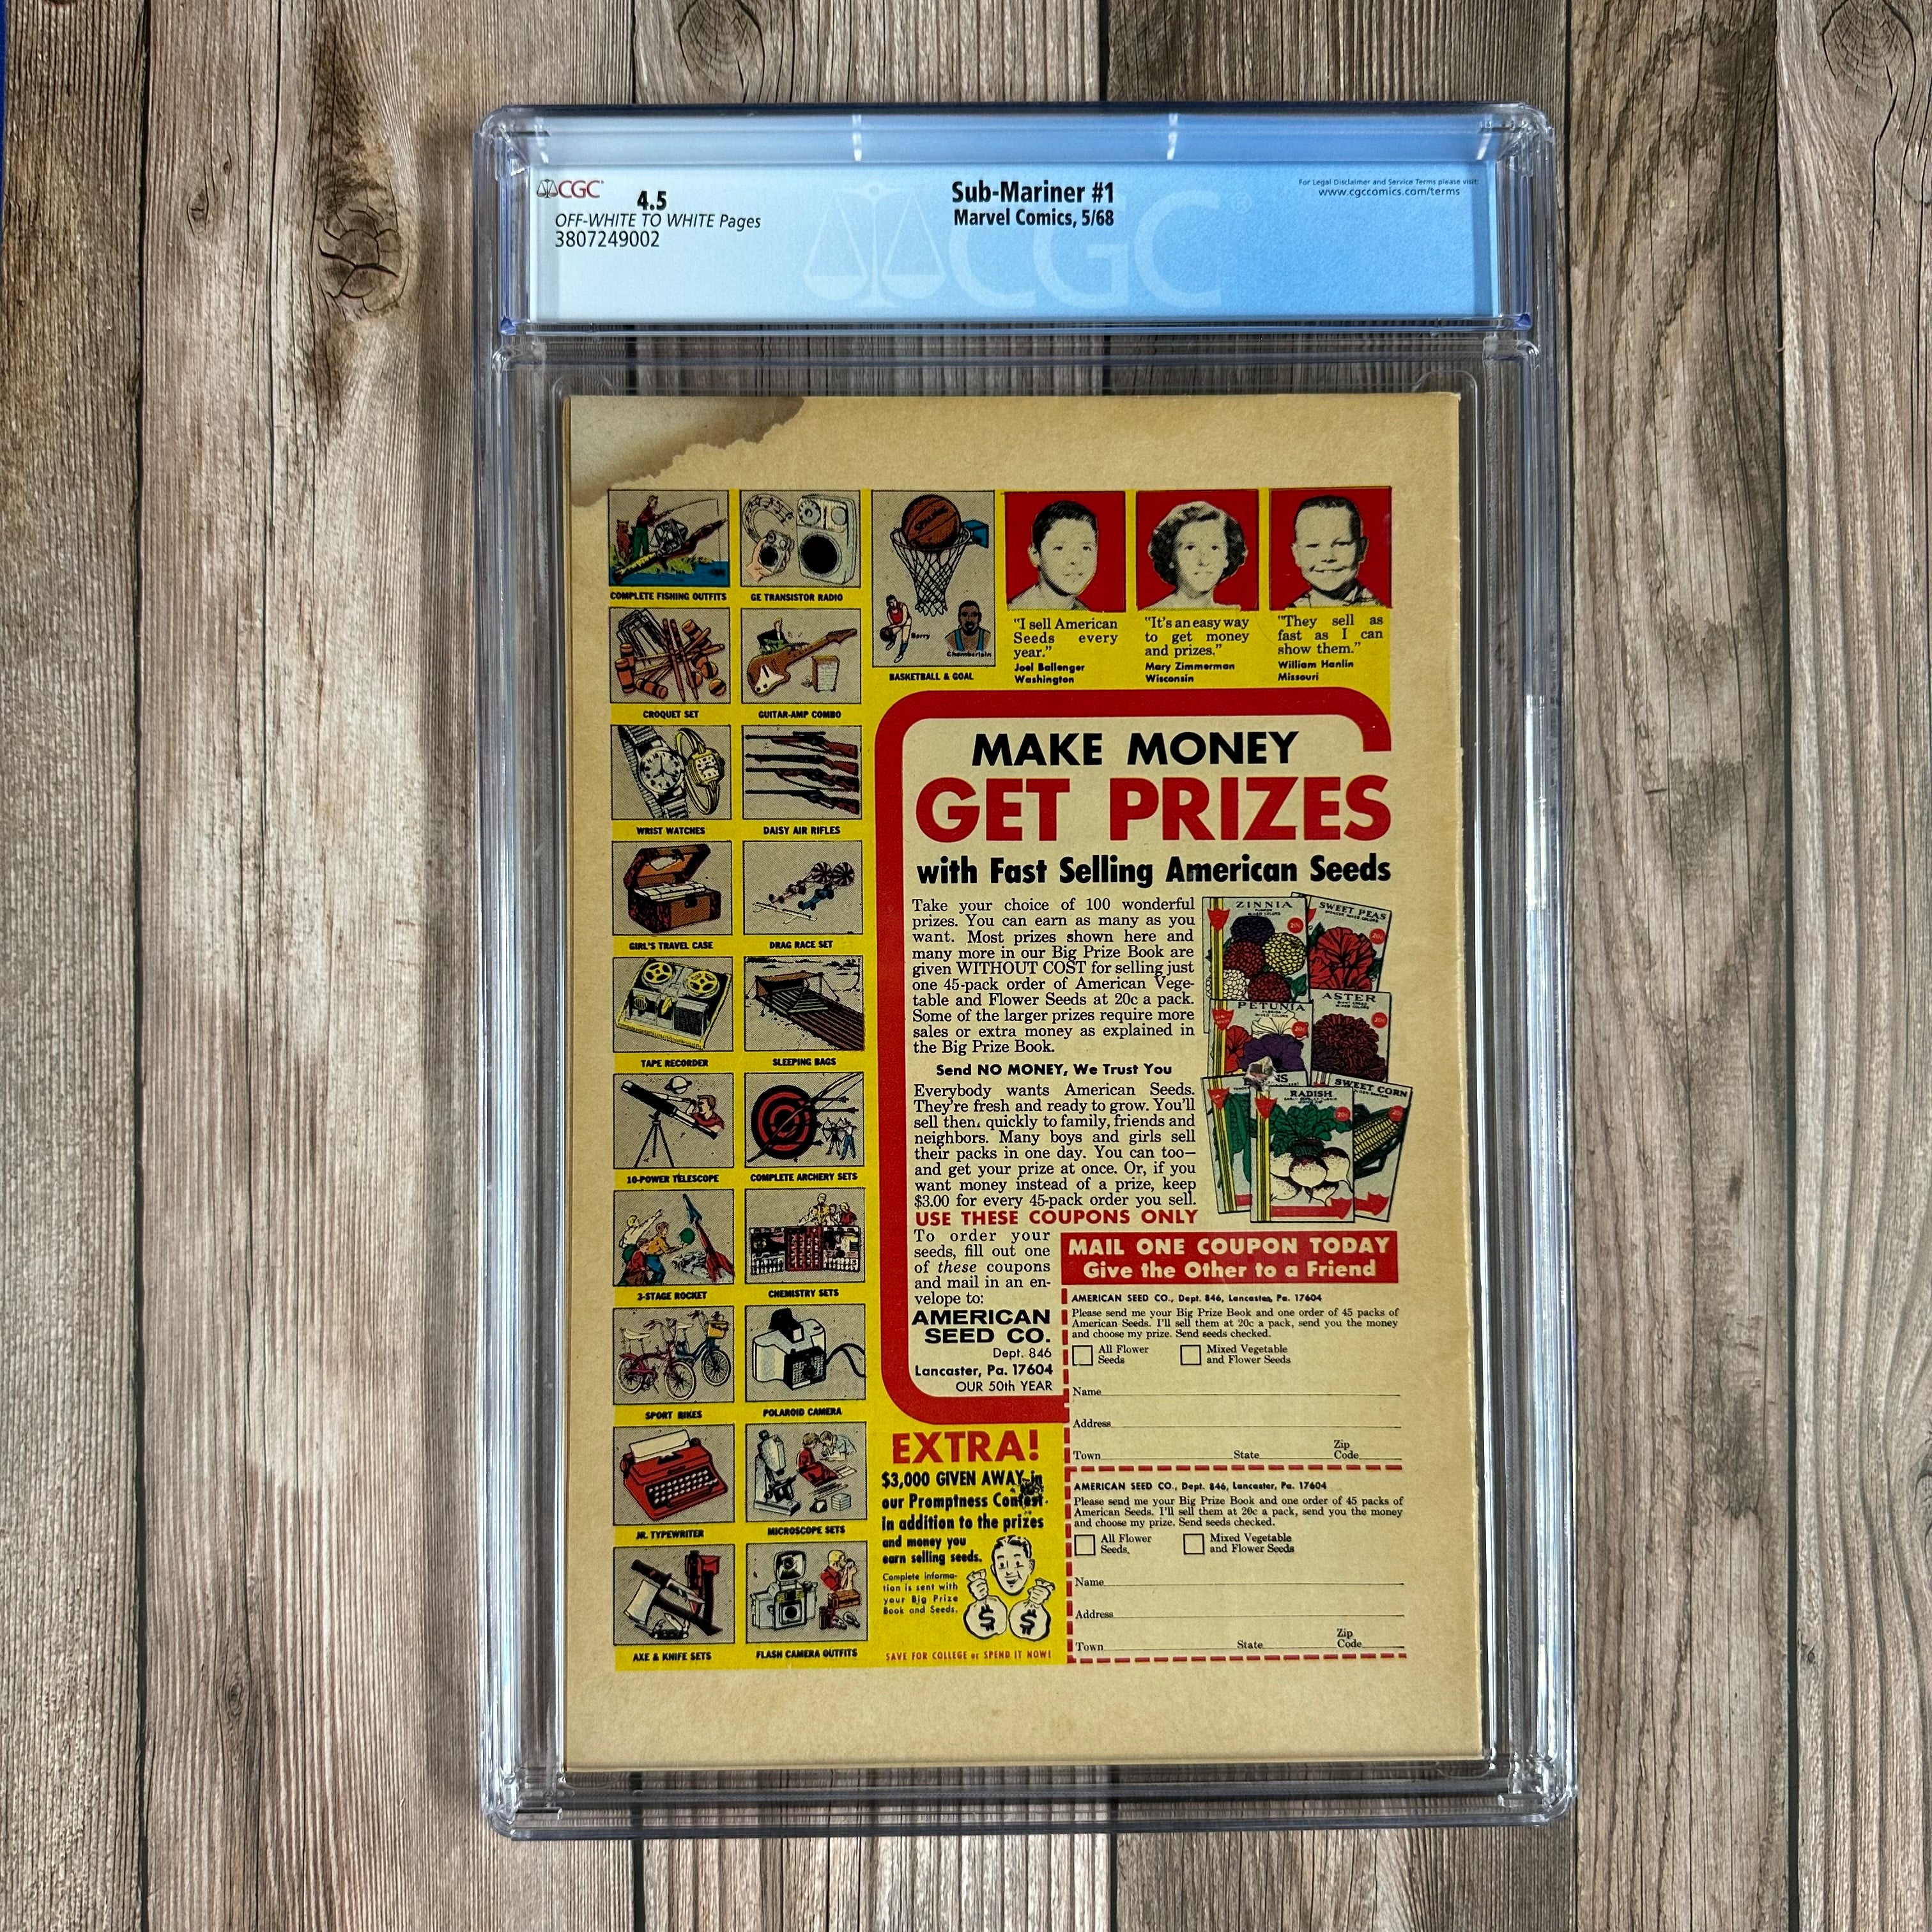 CGC
4.5
OFF-WHITE TO WHITE Pages
3807249002
Sub-Mariner #1
Marvel Comics, 5/68
For Legal Disclaimer and Service Terms please visit:
www.cgccomics.com/terms
CGC
COMPLETE FISHING OUTFITS
GE TRANSISTOR RADIO
SPALDING
Barry
Chamberlain
BASKETBALL & GOAL
"I sell American
Seeds every
year."
Joel Ballenger
Washington
"It's an easy way
to get money
and prizes."
Mary Zimmerman
Wisconsin
"They sell as
fast as I can
show them."
William Hanlin
Missouri
CROQUET SET
GUITAR-AMP COMBO
WRIST WATCHES
DAISY AIR RIFLES
GIRL'S TRAVEL CASE
DRAG RACE SET
TAPE RECORDER
SLEEPING BAGS
10-POWER TELESCOPE
COMPLETE ARCHERY SETS
3-STAGE ROCKET
CHEMISTRY SETS
SPORT BIKES
POLAROID CAMERA
JR. TYPEWRITER
MICROSCOPE SETS
AXE & KNIFE SETS
FLASH CAMERA OUTFITS
MAKE MONEY
GET PRIZES
with Fast Selling American Seeds
Take your choice of 100 wonderful
prizes. You can earn as many as you
want. Most prizes shown here and
many more in our Big Prize Book are
given WITHOUT COST for selling just
one 45-pack order of American Vege-
table and Flower Seeds at 20c a pack.
Some of the larger prizes require more
sales or extra money as explained in
the Big Prize Book.
Send NO MONEY, We Trust You
Everybody wants American Seeds.
They're fresh and ready to grow. You'll
sell them quickly to family, friends and
neighbors. Many boys and girls sell
their packs in one day. You can too—
and get your prize at once. Or, if you
want money instead of a prize, keep
$3.00 for every 45-pack order you sell.
USE THESE COUPONS ONLY
To order your
seeds, fill out one
of these coupons
and mail in an en-
velope to:
AMERICAN
SEED CO.
Dept. 846
Lancaster, Pa. 17604
OUR 50th YEAR
ZINNIA
SWEET PEAS
PETUNIA
ASTER
RADISH
SWEET CORN
MAIL ONE COUPON TODAY
Give the Other to a Friend
AMERICAN SEED CO., Dept. 846, Lancaster, Pa. 17604
Please send me your Big Prize Book and one order of 45 packs of
American Seeds. I'll sell them at 20c a pack, send you the money
and choose my prize. Send seeds checked.
All Flower
Seeds
Mixed Vegetable
and Flower Seeds
Name
Address
Town State Zip Code
AMERICAN SEED CO., Dept. 846, Lancaster, Pa. 17604
Please send me your Big Prize Book and one order of 45 packs of
American Seeds. I'll sell them at 20c a pack, send you the money
and choose my prize. Send seeds checked.
All Flower
Seeds.
Mixed Vegetable
and Flower Seeds
Name
Address
Town State Zip Code
EXTRA!
$3,000 GIVEN AWAY in
our Promptness Contest
in addition to the prizes
and money you
earn selling seeds.
Complete informa-
tion is sent with
your Big Prize
Book and Seeds.
$ $
SAVE FOR COLLEGE or SPEND IT NOW!